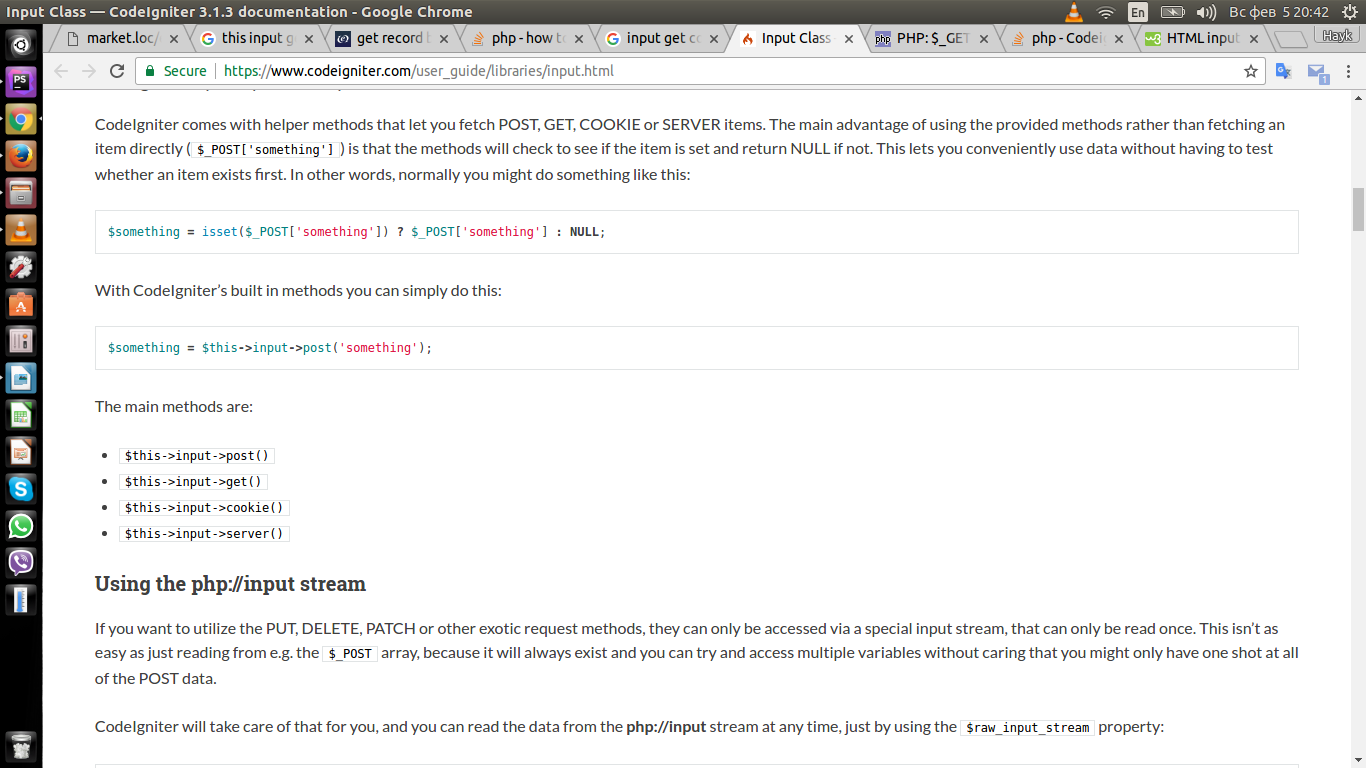 Input Class — CodeIgniter 3.1.3 documentation - Google Chrome
En
Вс фев 5 20:42
market.loc/
this input g
get record b
php - how to
input get co
Input Class
PHP: $_GET
php - Codei
HTML input
Hayk
Secure
https://www.codeigniter.com/user_guide/libraries/input.html
1
PS
CodeIgniter comes with helper methods that let you fetch POST, GET, COOKIE or SERVER items. The main advantage of using the provided methods rather than fetching an
item directly ( $_POST['something'] ) is that the methods will check to see if the item is set and return NULL if not. This lets you conveniently use data without having to test
whether an item exists first. In other words, normally you might do something like this:
$something = isset($_POST['something']) ? $_POST['something'] : NULL;
With CodeIgniter’s built in methods you can simply do this:
$something = $this->input->post('something');
The main methods are:
$this->input->post()
$this->input->get()
$this->input->cookie()
$this->input->server()
Using the php://input stream
If you want to utilize the PUT, DELETE, PATCH or other exotic request methods, they can only be accessed via a special input stream, that can only be read once. This isn’t as
easy as just reading from e.g. the $_POST array, because it will always exist and you can try and access multiple variables without caring that you might only have one shot at all
of the POST data.
CodeIgniter will take care of that for you, and you can read the data from the php://input stream at any time, just by using the $raw_input_stream property: